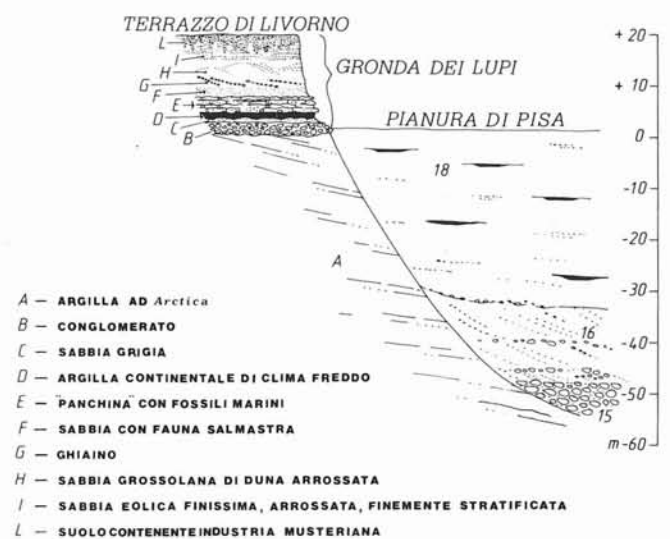 TERRAZZO DI LIVORNO
+ 20
L
I
H
GRONDA DEI LUPI
G
+ 10
F
E
PIANURA DI PISA
D
C
B
0
18
-10
-20
A
-30
16
-40
-50
15
m-60
A — ARGILLA AD Arctica
B — CONGLOMERATO
C — SABBIA GRIGIA
D — ARGILLA CONTINENTALE DI CLIMA FREDDO
E — "PANCHINA" CON FOSSILI MARINI
F — SABBIA CON FAUNA SALMASTRA
G — GHIAINO
H — SABBIA GROSSOLANA DI DUNA ARROSSATA
I — SABBIA EOLICA FINISSIMA, ARROSSATA, FINEMENTE STRATIFICATA
L — SUOLO CONTENENTE INDUSTRIA MUSTERIANA